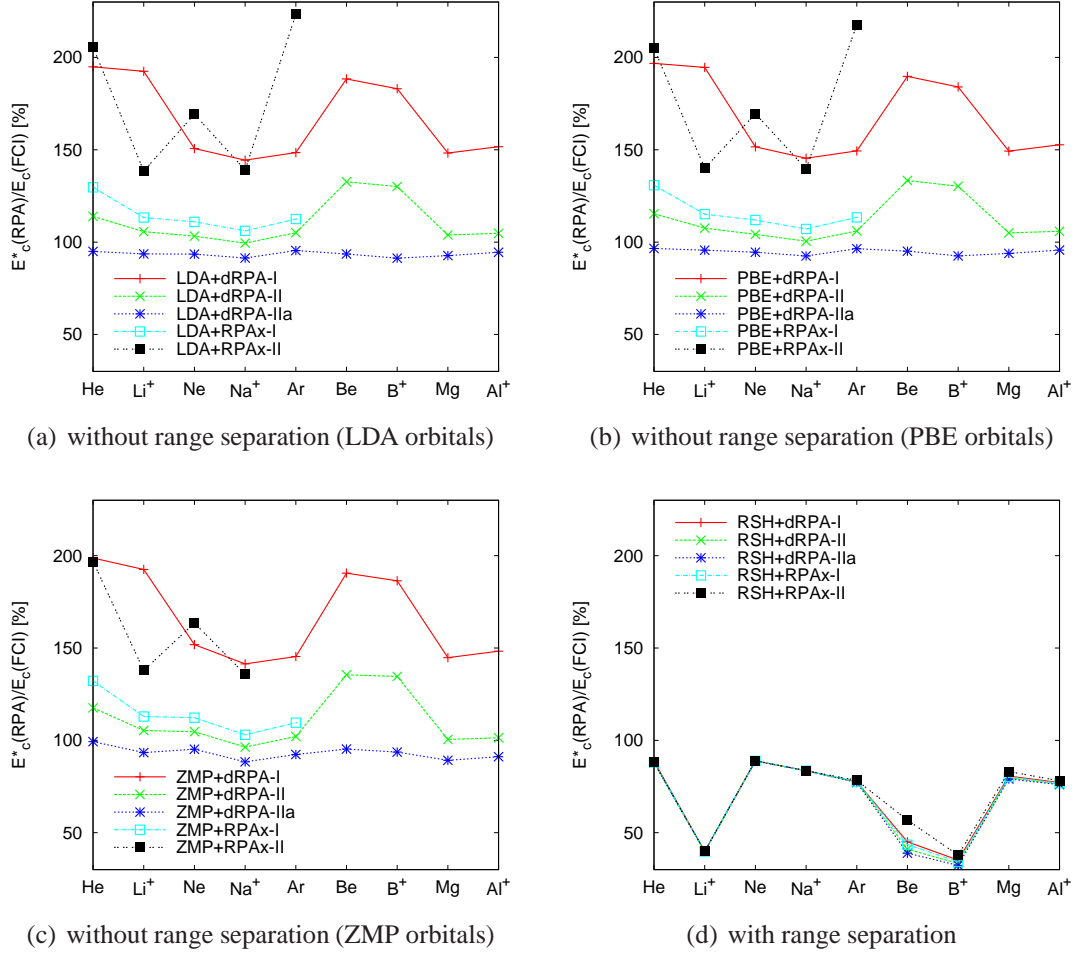 200
150
100
50
E*c(RPA)/Ec(FCI) [%]
LDA+dRPA-I
LDA+dRPA-II
LDA+dRPA-IIa
LDA+RPAx-I
LDA+RPAx-II
He Li+ Ne Na+ Ar Be B+ Mg Al+
(a) without range separation (LDA orbitals)
200
150
100
50
E*c(RPA)/Ec(FCI) [%]
PBE+dRPA-I
PBE+dRPA-II
PBE+dRPA-IIa
PBE+RPAx-I
PBE+RPAx-II
He Li+ Ne Na+ Ar Be B+ Mg Al+
(b) without range separation (PBE orbitals)
200
150
100
50
E*c(RPA)/Ec(FCI) [%]
ZMP+dRPA-I
ZMP+dRPA-II
ZMP+dRPA-IIa
ZMP+RPAx-I
ZMP+RPAx-II
He Li+ Ne Na+ Ar Be B+ Mg Al+
(c) without range separation (ZMP orbitals)
200
150
100
50
E*c(RPA)/Ec(FCI) [%]
RSH+dRPA-I
RSH+dRPA-II
RSH+dRPA-IIa
RSH+RPAx-I
RSH+RPAx-II
He Li+ Ne Na+ Ar Be B+ Mg Al+
(d) with range separation